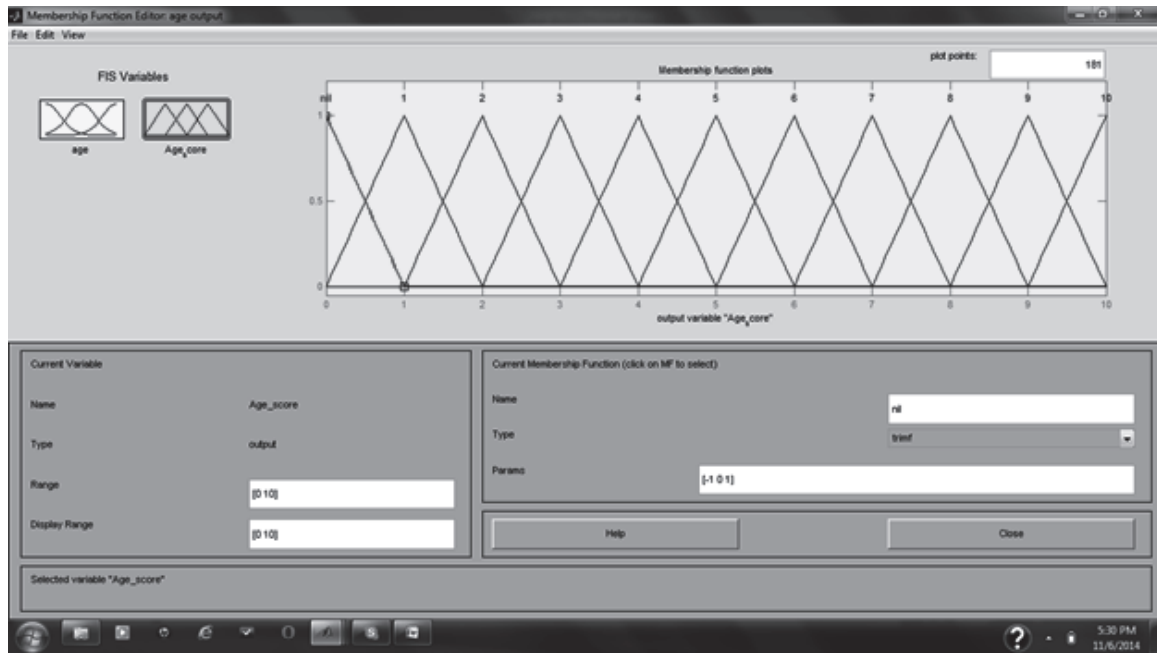 Membership Function Editor: age output
File Edit View
FIS Variables
age
Age_score
plot points:
181
Membership function plots
nil 1 2 3 4 5 6 7 8 9 10
1
0.5
0
0 1 2 3 4 5 6 7 8 9 10
output variable "Age_score"
Current Variable
Name Age_score
Type output
Range [0 10]
Display Range [0 10]
Current Membership Function (click on MF to select)
Name nil
Type trimf
Params [-1 0 1]
Help Close
Selected variable "Age_score"
5:30 PM
11/6/2014